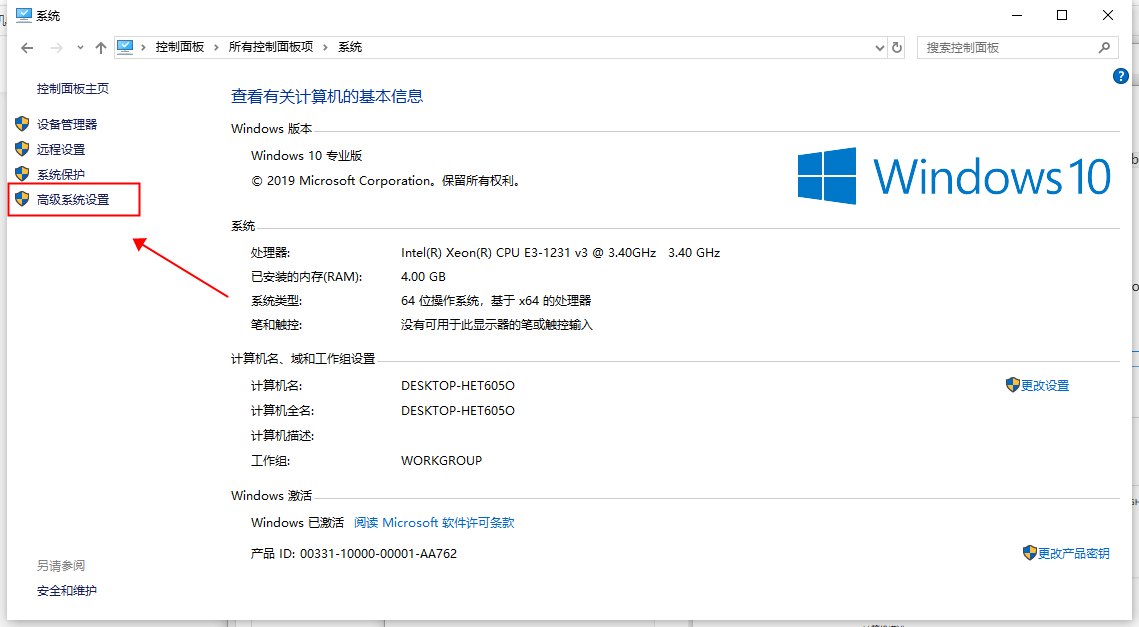 系统
控制面板 › 所有控制面板项 › 系统
搜索控制面板
控制面板主页
设备管理器
远程设置
系统保护
高级系统设置
查看有关计算机的基本信息
Windows 版本
Windows 10 专业版
© 2019 Microsoft Corporation。保留所有权利。
Windows 10
系统
处理器: Intel(R) Xeon(R) CPU E3-1231 v3 @ 3.40GHz 3.40 GHz
已安装的内存(RAM): 4.00 GB
系统类型: 64 位操作系统，基于 x64 的处理器
笔和触控: 没有可用于此显示器的笔或触控输入
计算机名、域和工作组设置
计算机名: DESKTOP-HET605O 更改设置
计算机全名: DESKTOP-HET605O
计算机描述:
工作组: WORKGROUP
Windows 激活
Windows 已激活 阅读 Microsoft 软件许可条款
产品 ID: 00331-10000-00001-AA762 更改产品密钥
另请参阅
安全和维护